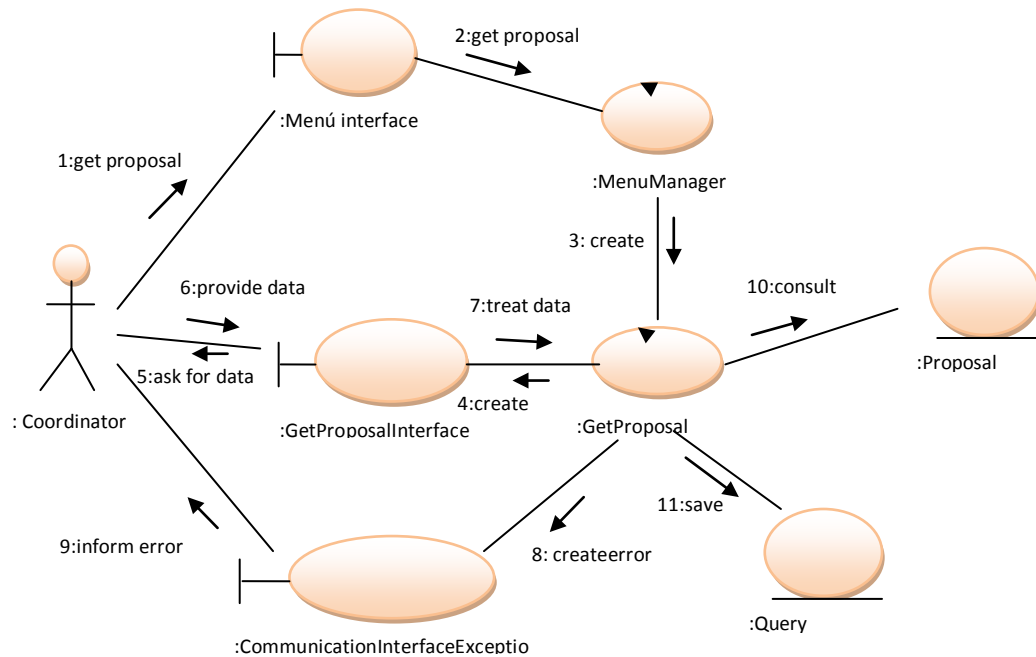 2:get proposal
:Menú interface
1:get proposal
:MenuManager
3: create
6:provide data
7:treat data
10:consult
5:ask for data
4:create
:Proposal
: Coordinator
:GetProposalInterface
:GetProposal
11:save
9:inform error
8: createerror
:Query
:CommunicationInterfaceExceptio